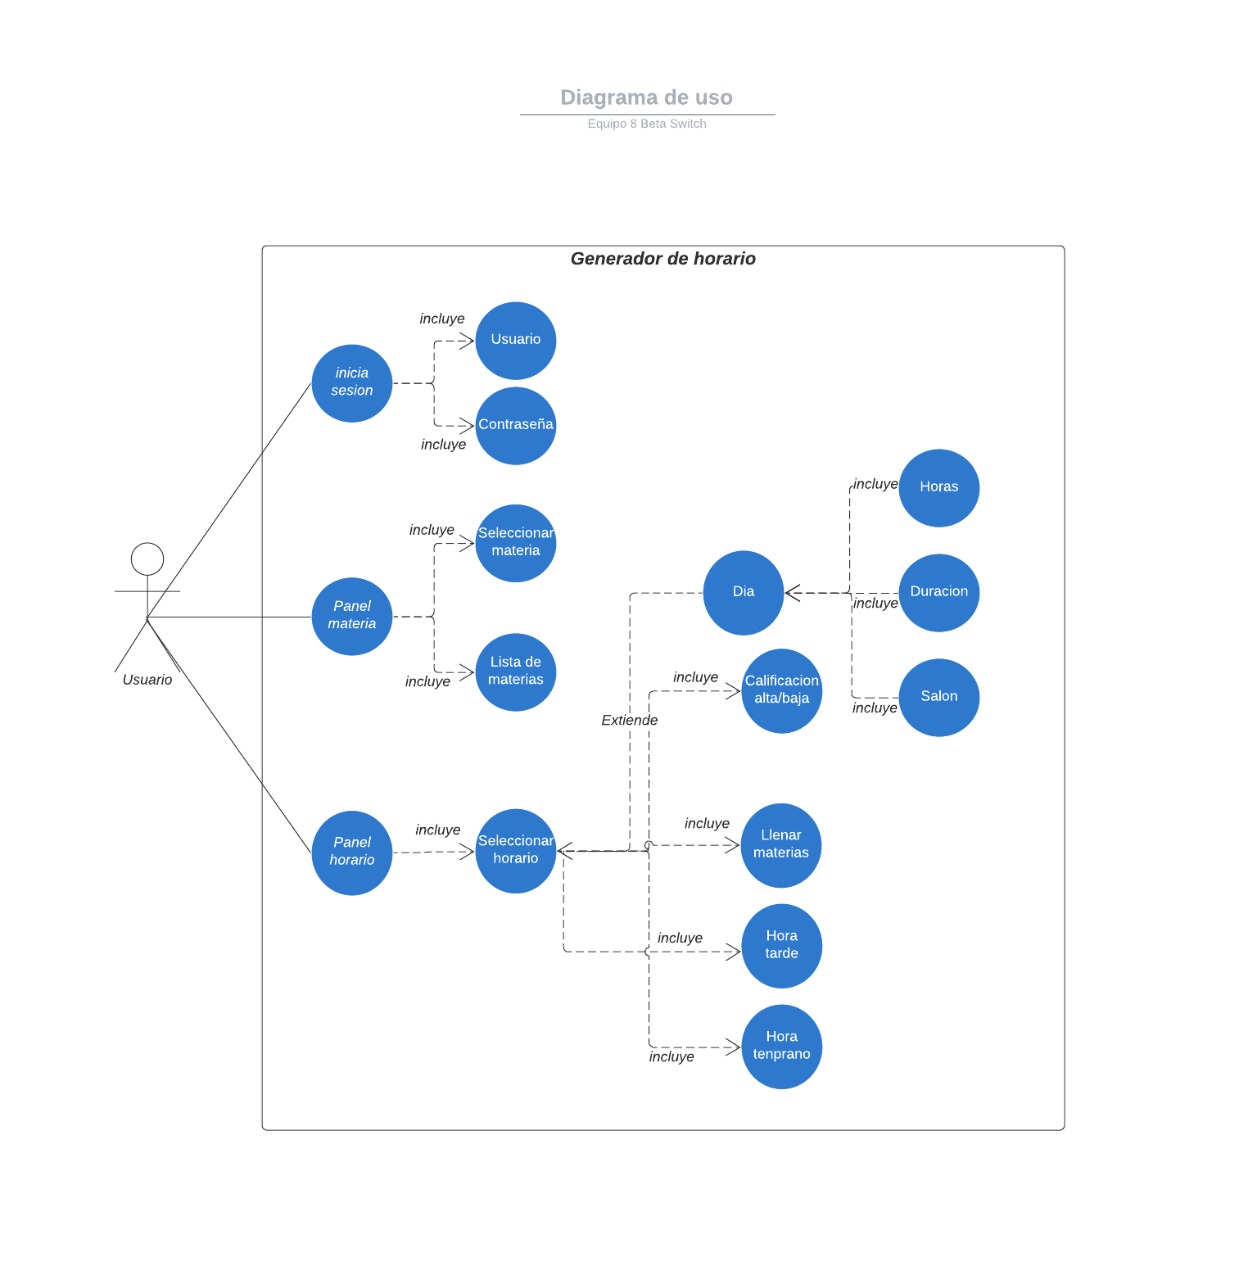 Diagrama de uso
Equipo 8 Beta Switch
Generador de horario
incluye
Usuario
inicia
sesion
Contraseña
incluye
incluye
Seleccionar
materia
Panel
materia
Lista de
materias
incluye
Usuario
incluye
Horas
Dia
Duracion
incluye
Salon
incluye
incluye
Calificacion
alta/baja
Extiende
Panel
horario
incluye
Seleccionar
horario
incluye
Llenar
materias
incluye
Hora
tarde
incluye
Hora
tenprano